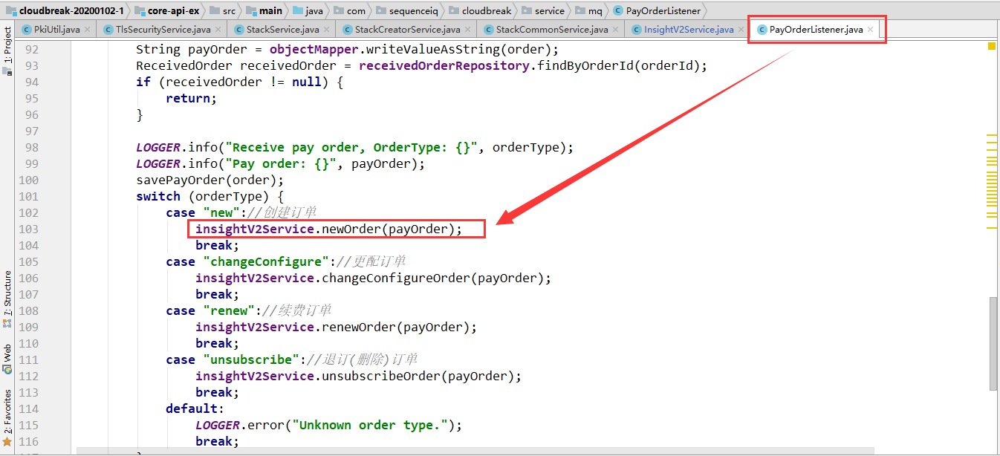 cloudbreak-20200102-1 core-api-ex src main java com sequenceiq cloudbreak service mq PayOrderListener
PkiUtil.java TlsSecurityService.java StackService.java StackCreatorService.java StackCommonService.java InsightV2Service.java PayOrderListener.java
1: Project
7: Structure
Web
2: Favorites
92 String payOrder = objectMapper.writeValueAsString(order);
93 ReceivedOrder receivedOrder = receivedOrderRepository.findByOrderId(orderId);
94 if (receivedOrder != null) {
95 return;
96 }
97
98 LOGGER.info("Receive pay order, OrderType: {}", orderType);
99 LOGGER.info("Pay order: {}", payOrder);
100 savePayOrder(order);
101 switch (orderType) {
102 case "new"://创建订单
103 insightV2Service.newOrder(payOrder);
104 break;
105 case "changeConfigure"://更配订单
106 insightV2Service.changeConfigureOrder(payOrder);
107 break;
108 case "renew"://续费订单
109 insightV2Service.renewOrder(payOrder);
110 break;
111 case "unsubscribe"://退订(删除)订单
112 insightV2Service.unsubscribeOrder(payOrder);
113 break;
114 default:
115 LOGGER.error("Unknown order type.");
116 break;